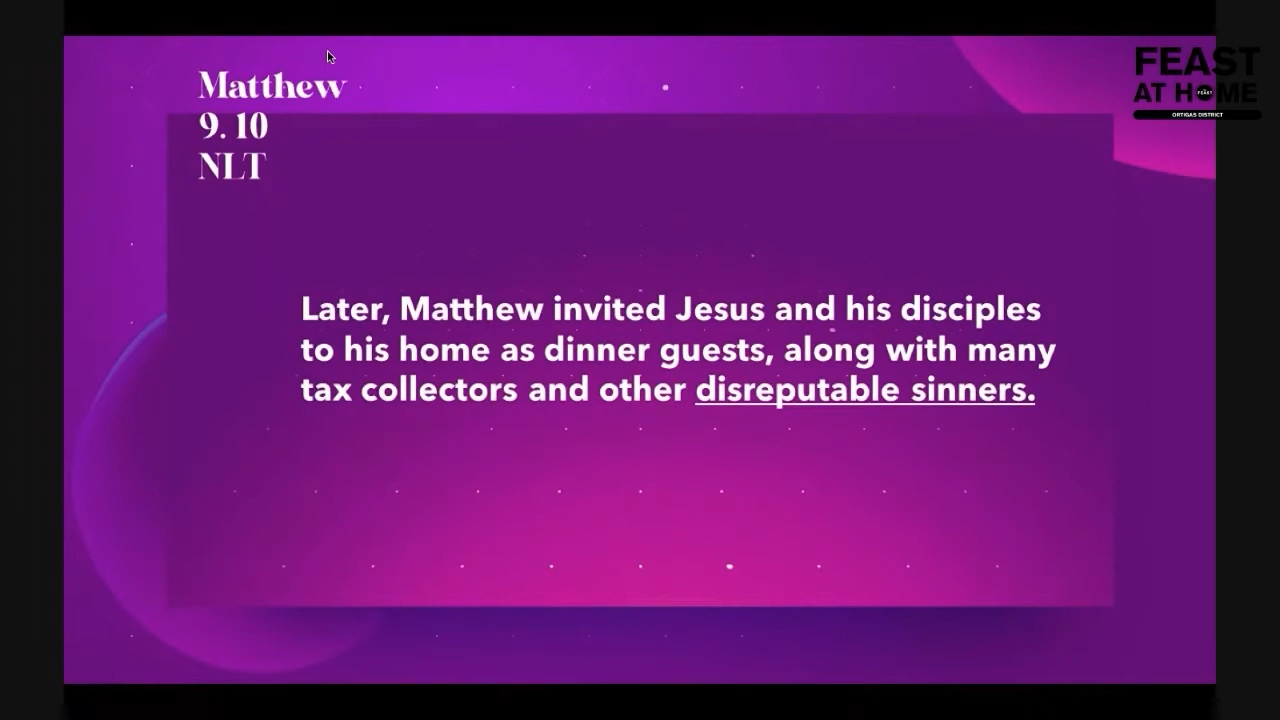 Matthew
9. 10
NLT
FEAST
AT HOME
FEAST
ORTIGAS DISTRICT
Later, Matthew invited Jesus and his disciples
to his home as dinner guests, along with many
tax collectors and other disreputable sinners.